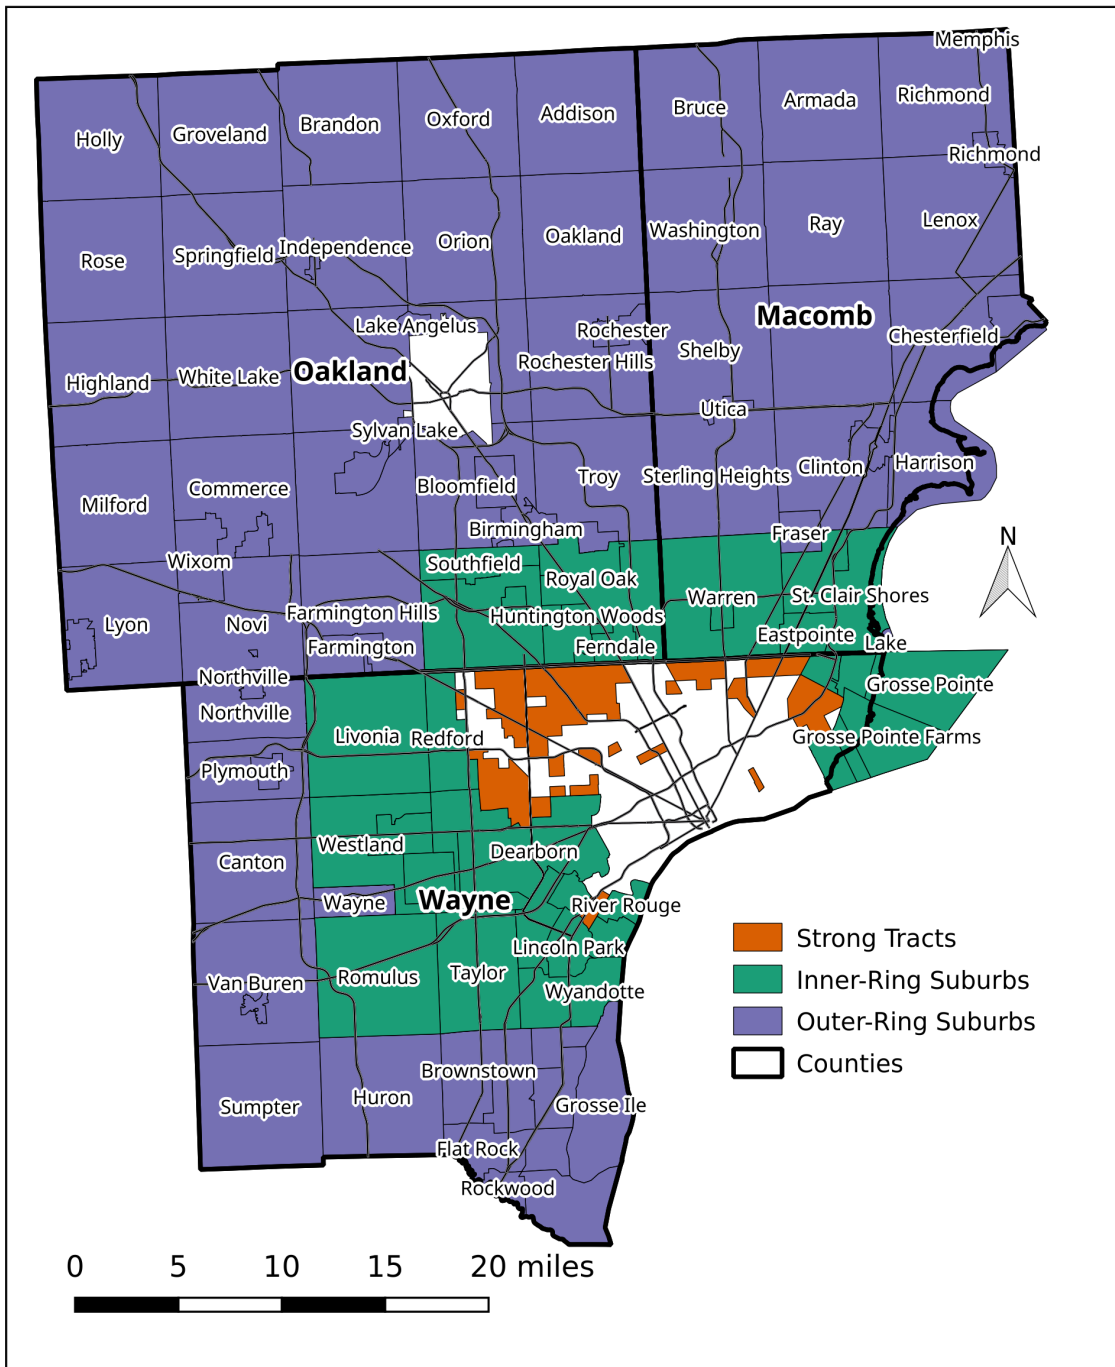 Memphis
Holly
Groveland
Brandon
Oxford
Addison
Bruce
Armada
Richmond
Richmond
Rose
Springfield
Independence
Orion
Oakland
Washington
Ray
Lenox
Lake Angelus
Rochester
Macomb
Chesterfield
Highland
White Lake
Oakland
Rochester Hills
Shelby
Utica
Sylvan Lake
Milford
Commerce
Bloomfield
Troy
Sterling Heights
Clinton
Harrison
Birmingham
Fraser
N
Wixom
Southfield
Royal Oak
Warren
St. Clair Shores
Lyon
Novi
Farmington Hills
Huntington Woods
Farmington
Ferndale
Eastpointe
Lake
Northville
Grosse Pointe
Northville
Livonia
Redford
Grosse Pointe Farms
Plymouth
Westland
Dearborn
Canton
Wayne
Wayne
River Rouge
Lincoln Park
Van Buren
Romulus
Taylor
Wyandotte
Strong Tracts
Inner-Ring Suburbs
Outer-Ring Suburbs
Counties
Brownstown
Sumpter
Huron
Grosse Ile
Flat Rock
Rockwood
0 5 10 15 20 miles